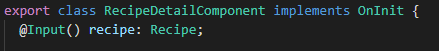 export class RecipeDetailComponent implements OnInit {
@Input() recipe: Recipe;